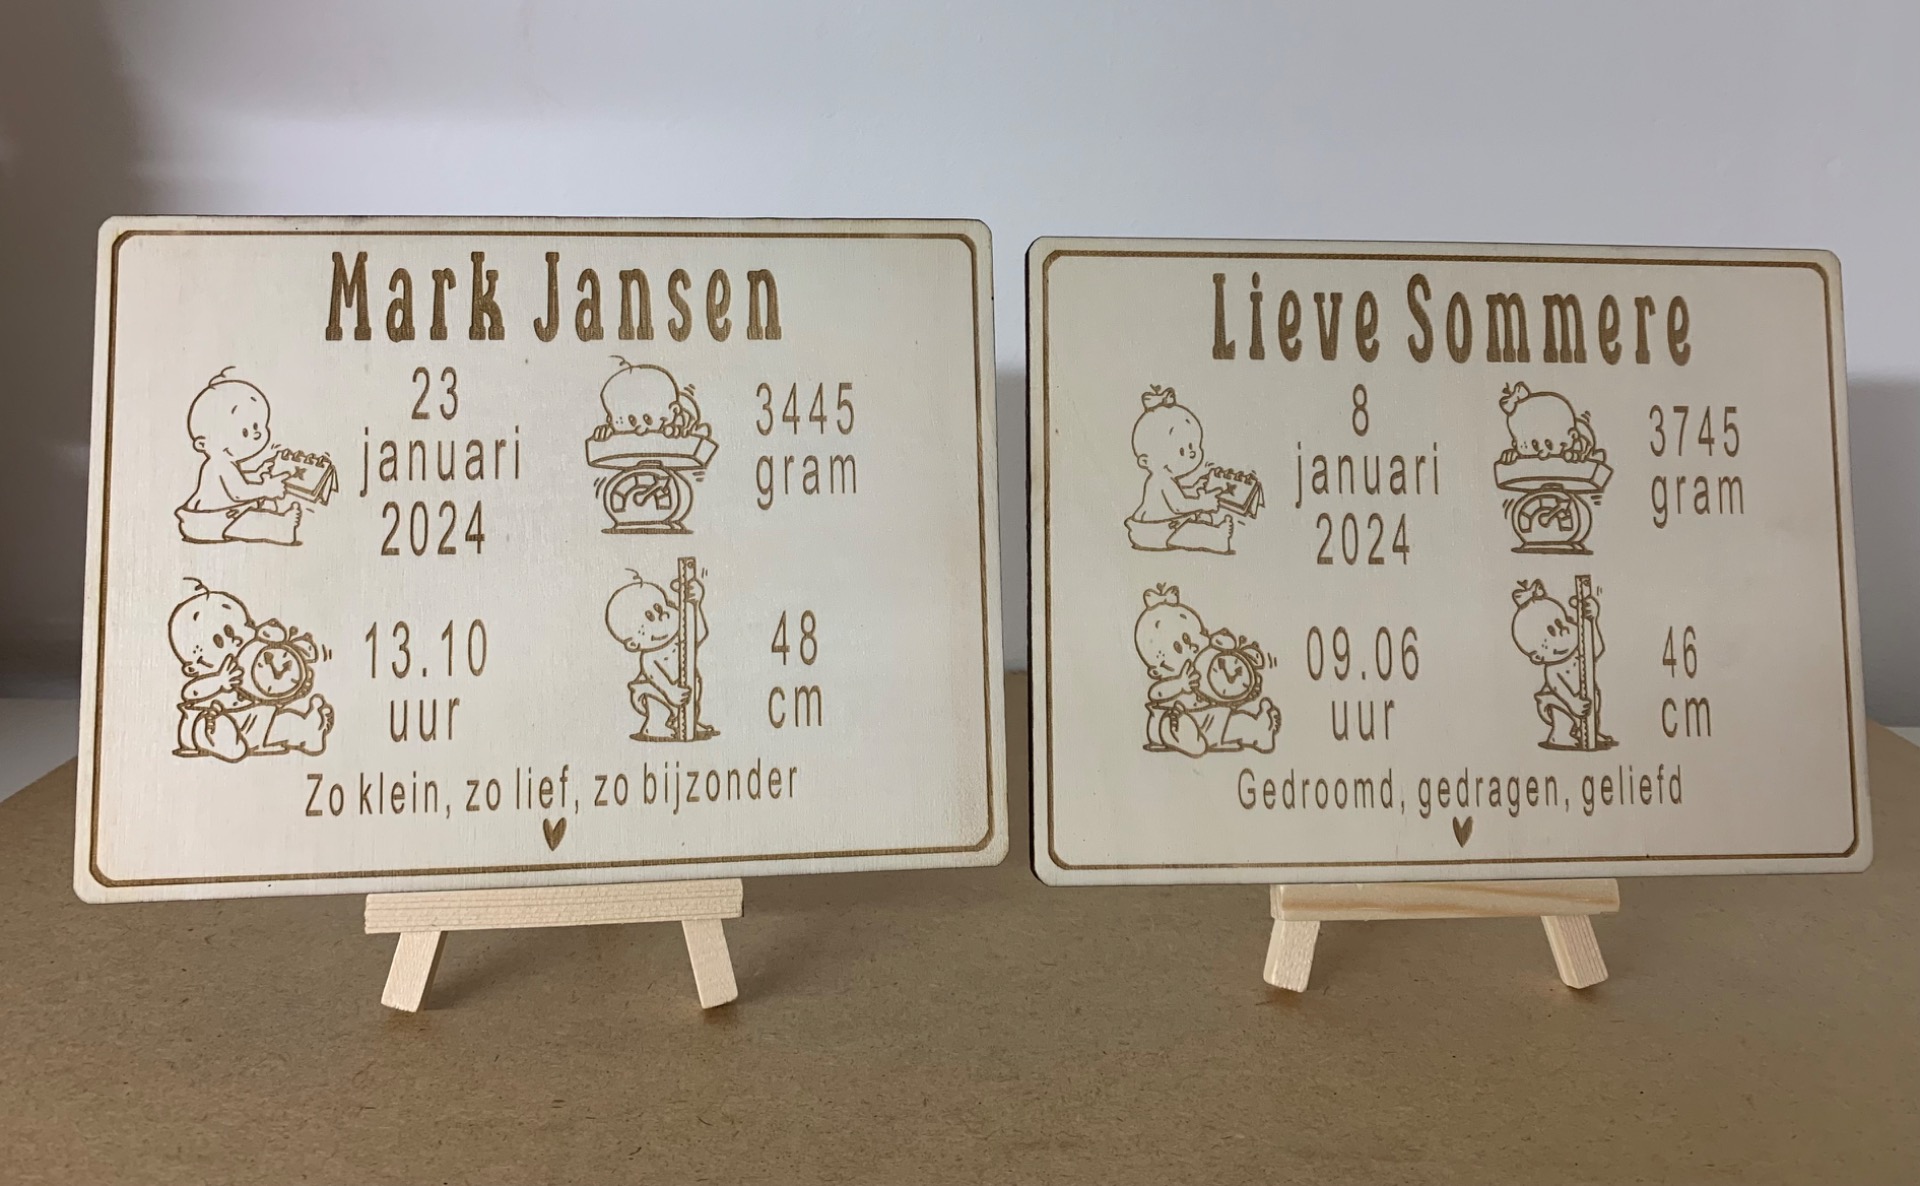 Mark Jansen
23
januari
2024
3445
gram
13.10
uur
48
cm
Zo klein, zo lief, zo bijzonder
Lieve Sommere
8
januari
2024
3745
gram
09.06
uur
46
cm
Gedroomd, gedragen, geliefd